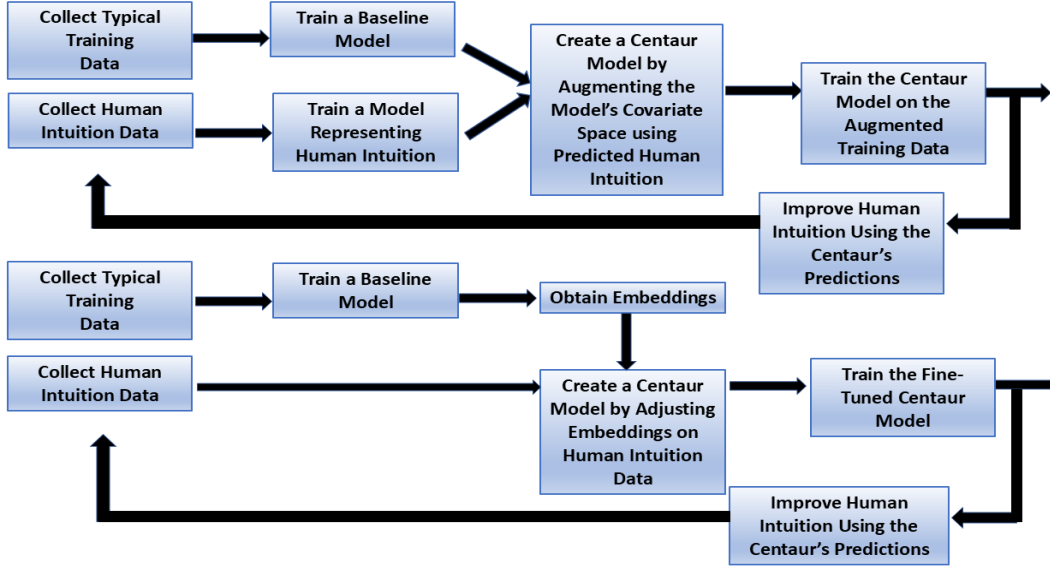 Collect Typical
Training
Data
Train a Baseline
Model
Create a Centaur
Model by
Augmenting the
Model's Covariate
Space using
Predicted Human
Intuition
Train the Centaur
Model on the
Augmented
Training Data
Collect Human
Intuition Data
Train a Model
Representing
Human Intuition
Improve Human
Intuition Using the
Centaur's
Predictions
Collect Typical
Training
Data
Train a Baseline
Model
Obtain Embeddings
Collect Human
Intuition Data
Create a Centaur
Model by Adjusting
Embeddings on
Human Intuition
Data
Train the Fine-
Tuned Centaur
Model
Improve Human
Intuition Using the
Centaur's Predictions